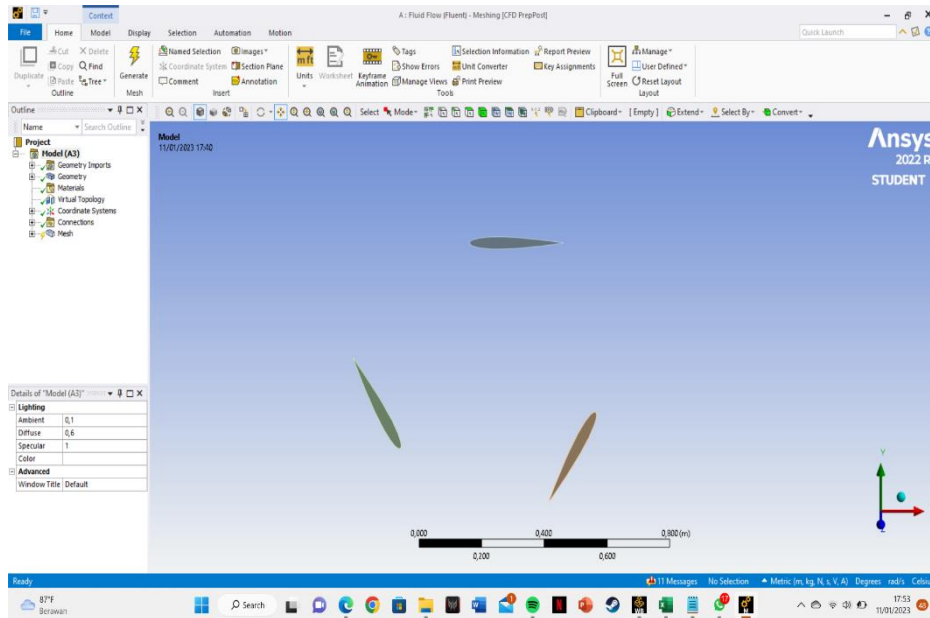 Context
A : Fluid Flow (Fluent) - Meshing [CFD PrepPost]
File Home Model Display Selection Automation Motion Quick Launch
Duplicate Cut Copy Paste Delete Find Tree Outline
Generate Mesh
Named Selection Coordinate System Comment Images Section Plane Annotation Insert
Units Worksheet Keyframe Animation Tags Show Errors Manage Views Selection Information Unit Converter Print Preview Report Preview Key Assignments Tools
Full Screen Manage User Defined Reset Layout Layout
Outline
Name Search Outline
Select Mode Clipboard [Empty] Extend Select By Convert
Project
Model (A3)
Geometry Imports
Geometry
Materials
Virtual Topology
Coordinate Systems
Connections
Mesh
Model
11/01/2023 17:40
Ansys
2022 R
STUDENT
Details of "Model (A3)"
Lighting
Ambient 0,1
Diffuse 0,6
Specular 1
Color
Advanced
Window Title Default
Y
0,000 0,400 0,800 (m)
0,200 0,600
Ready 11 Messages No Selection Metric (m, kg, N, s, V, A) Degrees rad/s Celsiu
87°F
Berawan
Search
17:53
11/01/2023